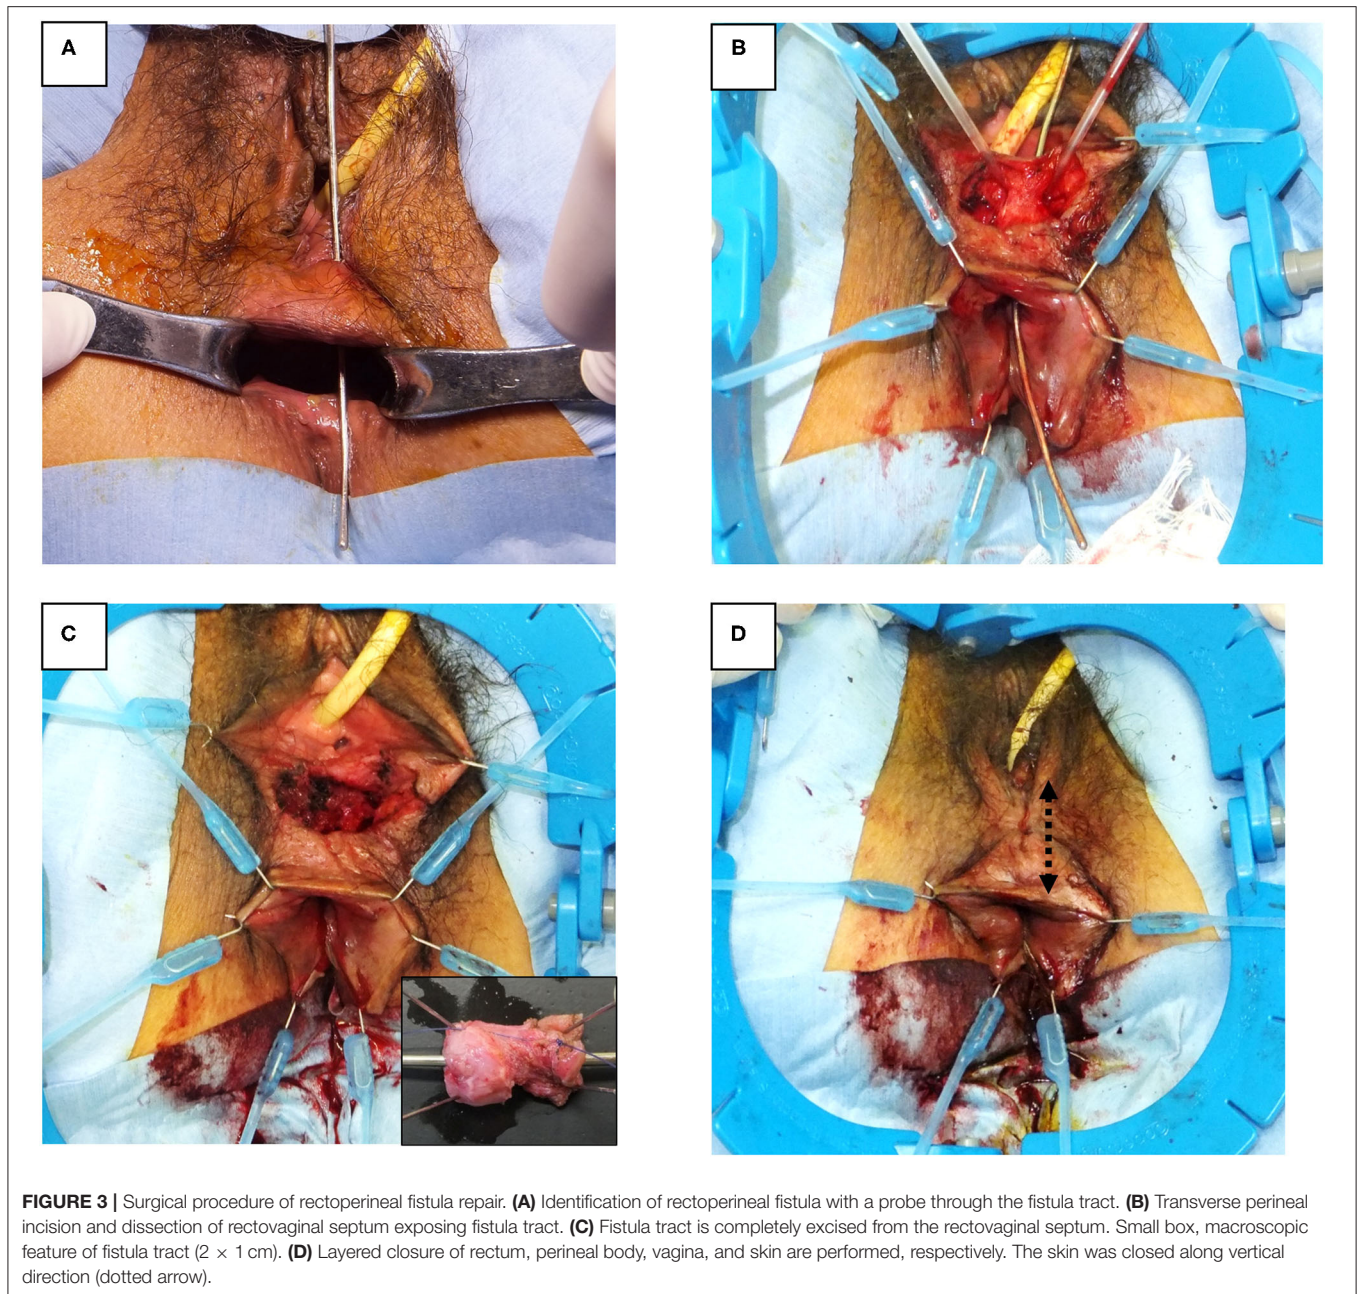 A
B
C
D
FIGURE 3 | Surgical procedure of rectoperineal fistula repair. (A) Identification of rectoperineal fistula with a probe through the fistula tract. (B) Transverse perineal
incision and dissection of rectovaginal septum exposing fistula tract. (C) Fistula tract is completely excised from the rectovaginal septum. Small box, macroscopic
feature of fistula tract (2 × 1 cm). (D) Layered closure of rectum, perineal body, vagina, and skin are performed, respectively. The skin was closed along vertical
direction (dotted arrow).